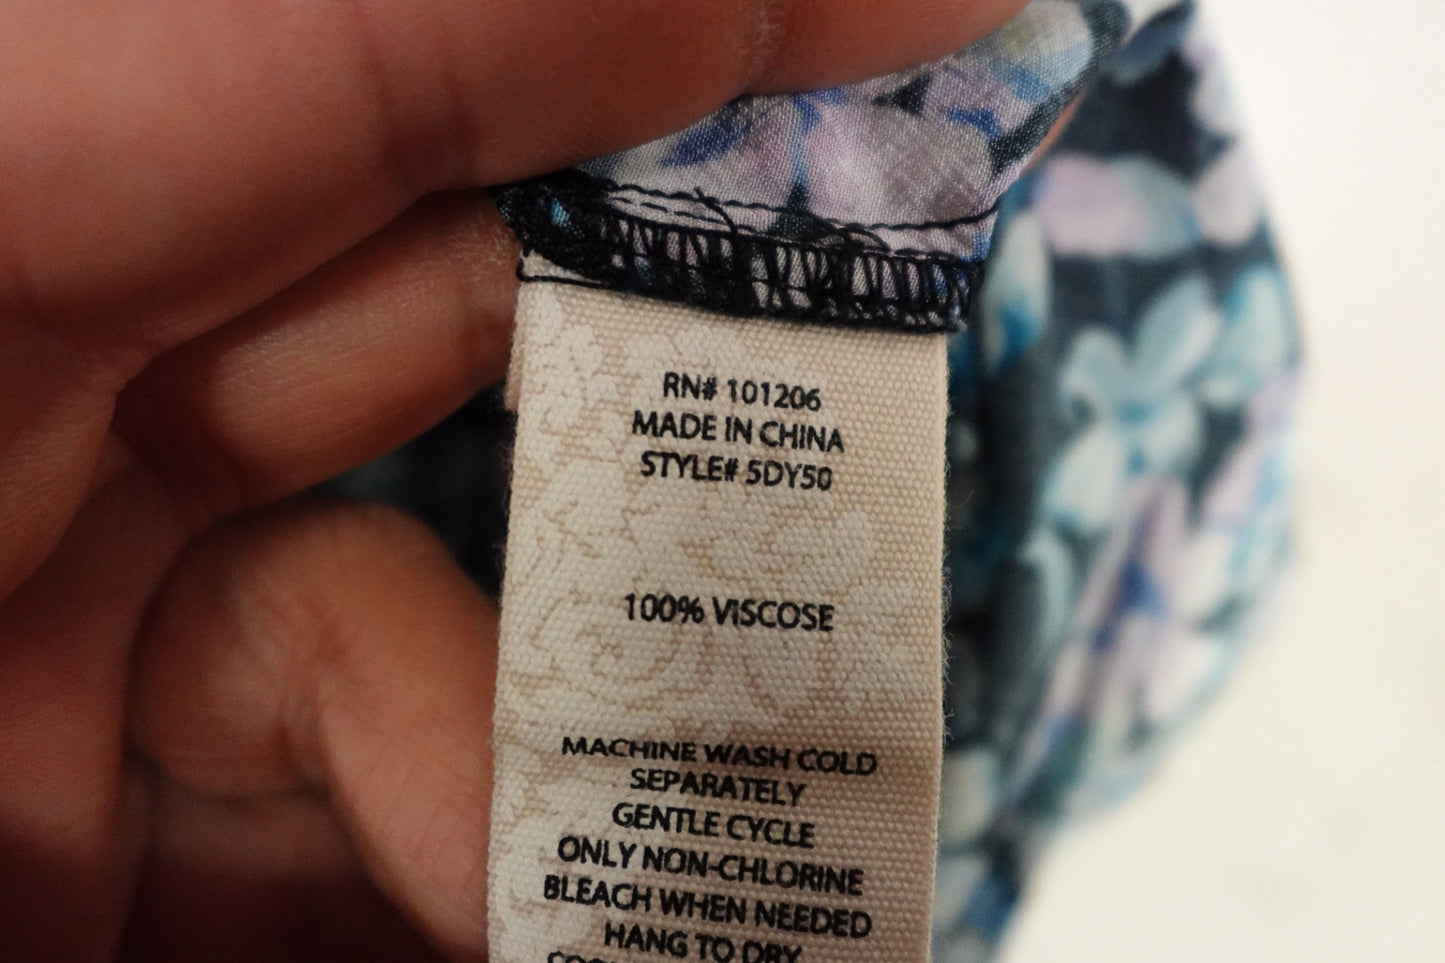 RN# 101206
MADE IN CHINA
STYLE# 5DY50
100% VISCOSE
MACHINE WASH COLD
SEPARATELY
GENTLE CYCLE
ONLY NON-CHLORINE
BLEACH WHEN NEEDED
HANG TO DRY